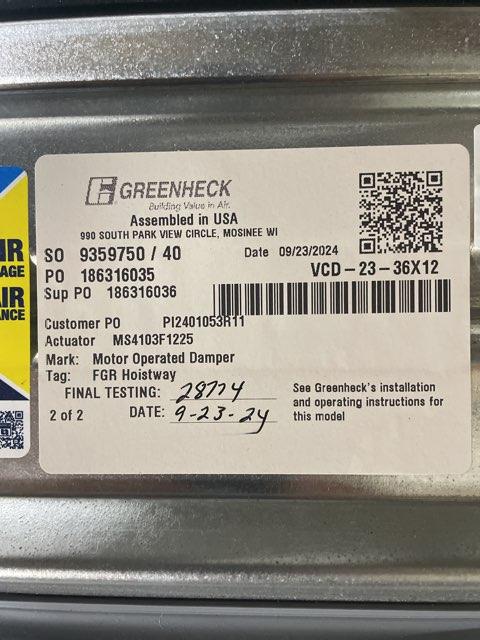 GREENHECK
Building Value in Air.
Assembled in USA
990 SOUTH PARK VIEW CIRCLE, MOSINEE WI
SO 9359750 / 40 Date 09/23/2024
PO 186316035 VCD-23-36X12
Sup PO 186316036
Customer PO PI2401053R11
Actuator MS4103F1225
Mark: Motor Operated Damper
Tag: FGR Hoistway
FINAL TESTING: 28774
2 of 2 DATE: 9-23-24
See Greenheck's installation
and operating instructions for
this model